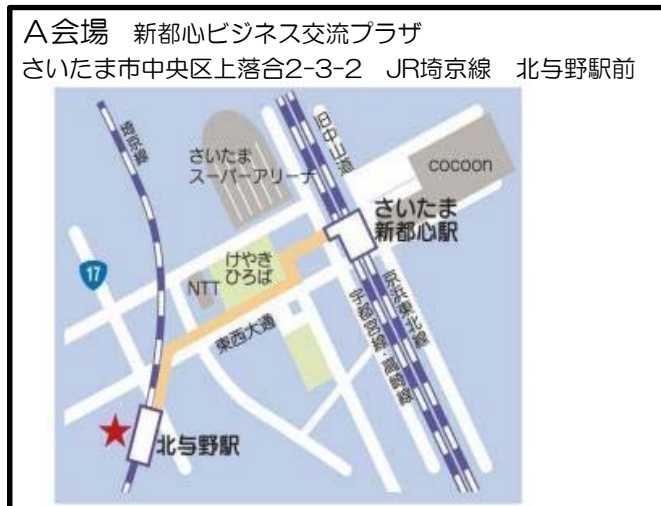 A会場 新都心ビジネス交流プラザ
さいたま市中央区上落合2-3-2 JR埼京線 北与野駅前
埼京線
さいたま
スーパーアリーナ
旧中山道
cocoon
さいたま
新都心駅
けやき
ひろば
NTT
17
東西大通
京浜東北線
宇都宮線・高崎線
北与野駅